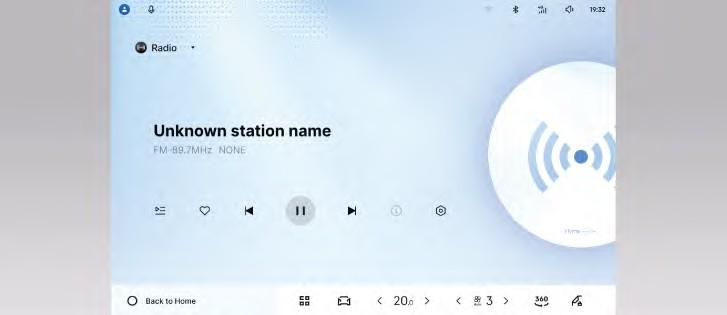 19:32
Radio
Unknown station name
FM-89.7MHz NONE
Back to Home
20.0
3
360